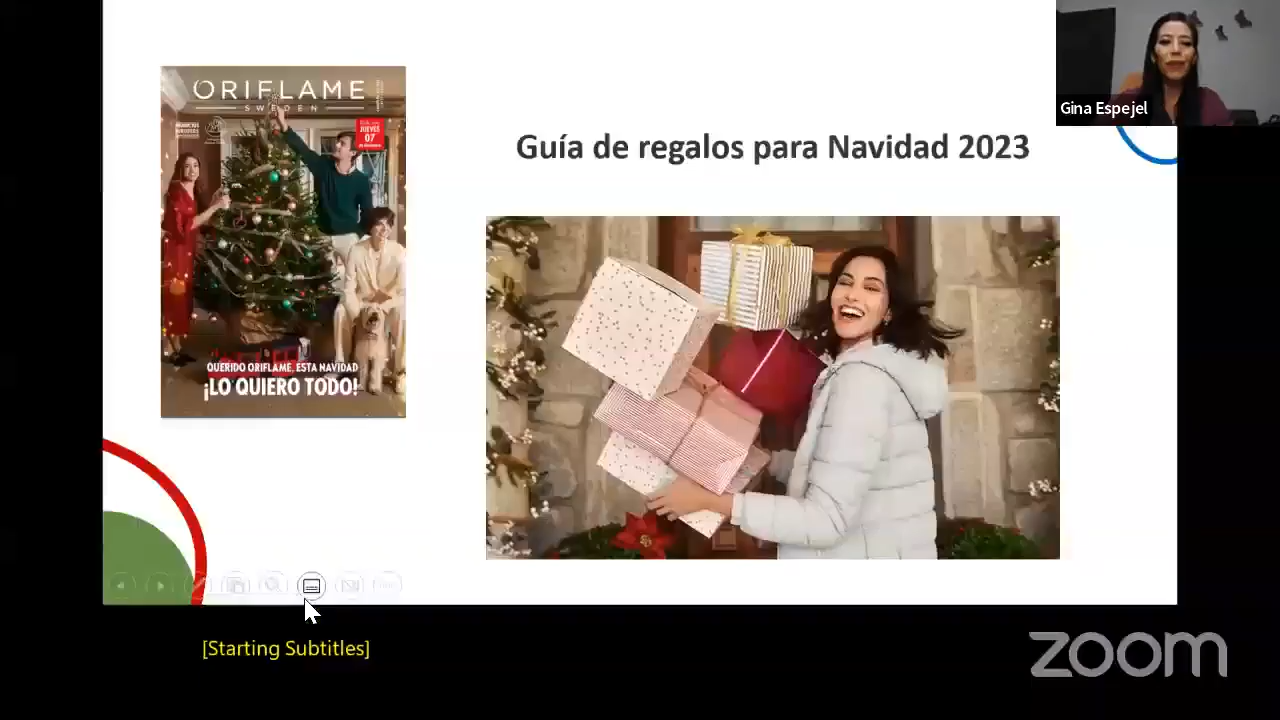 ORIFLAME
SWEDEN
JUEVES
07
QUERIDO ORIFLAME, ESTA NAVIDAD
¡LO QUIERO TODO!
Guía de regalos para Navidad 2023
Gina Espejel
[Starting Subtitles]
zoom